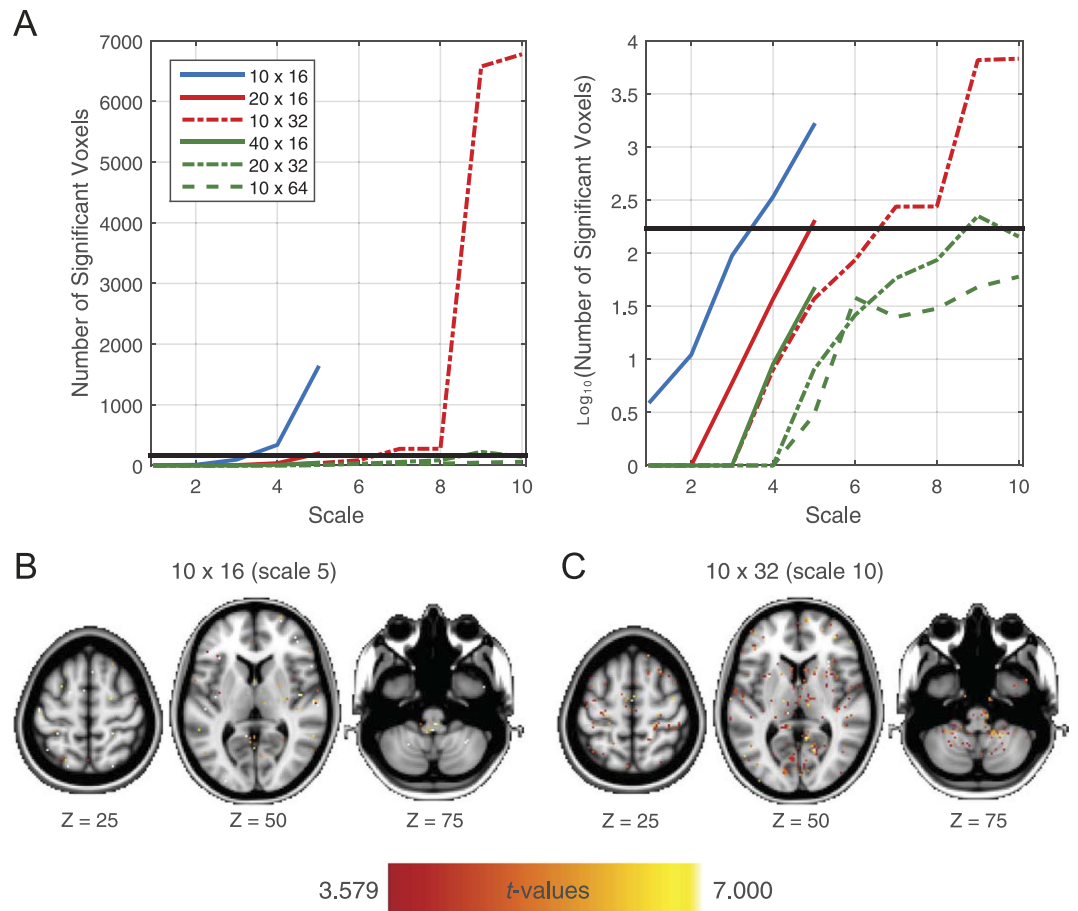 A
Number of Significant Voxels
7000
6000
5000
4000
3000
2000
1000
0
2
4
6
8
10
Scale
10 x 16
20 x 16
10 x 32
40 x 16
20 x 32
10 x 64
Log10(Number of Significant Voxels)
4
3.5
3
2.5
2
1.5
1
0.5
0
2
4
6
8
10
Scale
B
10 x 16 (scale 5)
Z = 25
Z = 50
Z = 75
C
10 x 32 (scale 10)
Z = 25
Z = 50
Z = 75
3.579
t-values
7.000